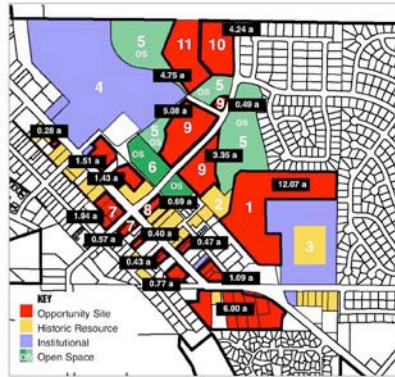 4.24 a
5
OS
11
10
4.75 a
4
5
OS
5.08 a
9
0.49 a
0.28 a
5
OS
9
OS
5
1.51 a
OS
6
9
3.35 a
1.43 a
OS
12.07 a
0.69 a
2
1
1.94 a
7
8
3
0.57 a
7
0.40 a
0.47 a
0.43 a
1.09 a
0.77 a
6.00 a
KEY
Opportunity Site
Historic Resource
Institutional
OS Open Space